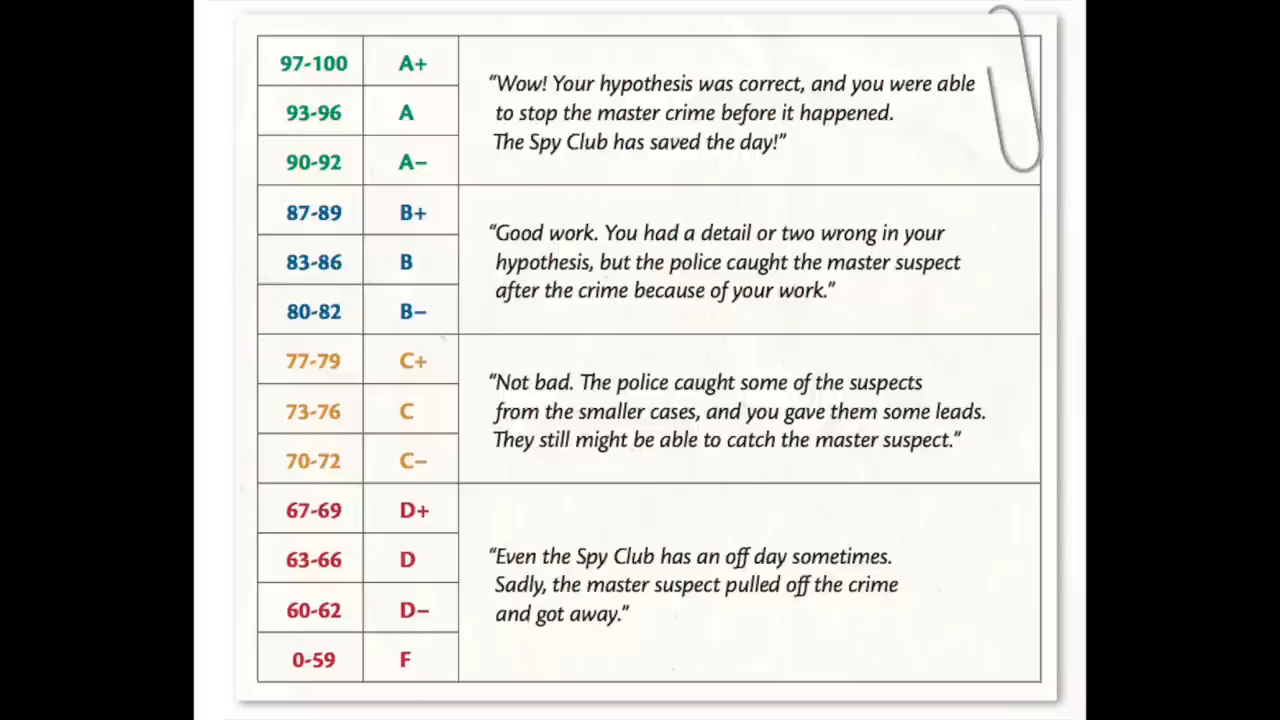 97-100 A+
93-96 A
90-92 A−
“Wow! Your hypothesis was correct, and you were able
to stop the master crime before it happened.
The Spy Club has saved the day!”
87-89 B+
83-86 B
80-82 B−
“Good work. You had a detail or two wrong in your
hypothesis, but the police caught the master suspect
after the crime because of your work.”
77-79 C+
73-76 C
70-72 C−
“Not bad. The police caught some of the suspects
from the smaller cases, and you gave them some leads.
They still might be able to catch the master suspect.”
67-69 D+
63-66 D
60-62 D−
0-59 F
“Even the Spy Club has an off day sometimes.
Sadly, the master suspect pulled off the crime
and got away.”